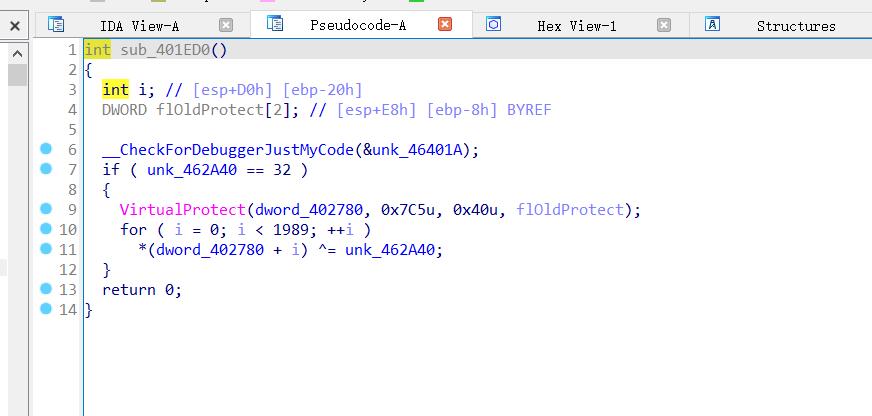 IDA View-A Pseudocode-A Hex View-1 Structures
1 int sub_401ED0()
2 {
3 int i; // [esp+D0h] [ebp-20h]
4 DWORD flOldProtect[2]; // [esp+E8h] [ebp-8h] BYREF
5
6 __CheckForDebuggerJustMyCode(&unk_46401A);
7 if ( unk_462A40 == 32 )
8 {
9 VirtualProtect(dword_402780, 0x7C5u, 0x40u, flOldProtect);
10 for ( i = 0; i < 1989; ++i )
11 *(dword_402780 + i) ^= unk_462A40;
12 }
13 return 0;
14 }